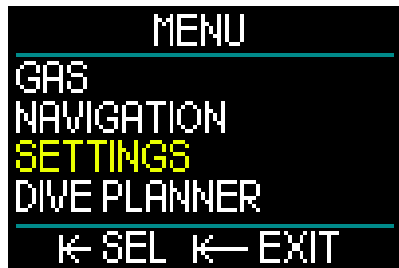 MENU
GAS
NAVIGATION
SETTINGS
DIVE PLANNER
SEL EXIT